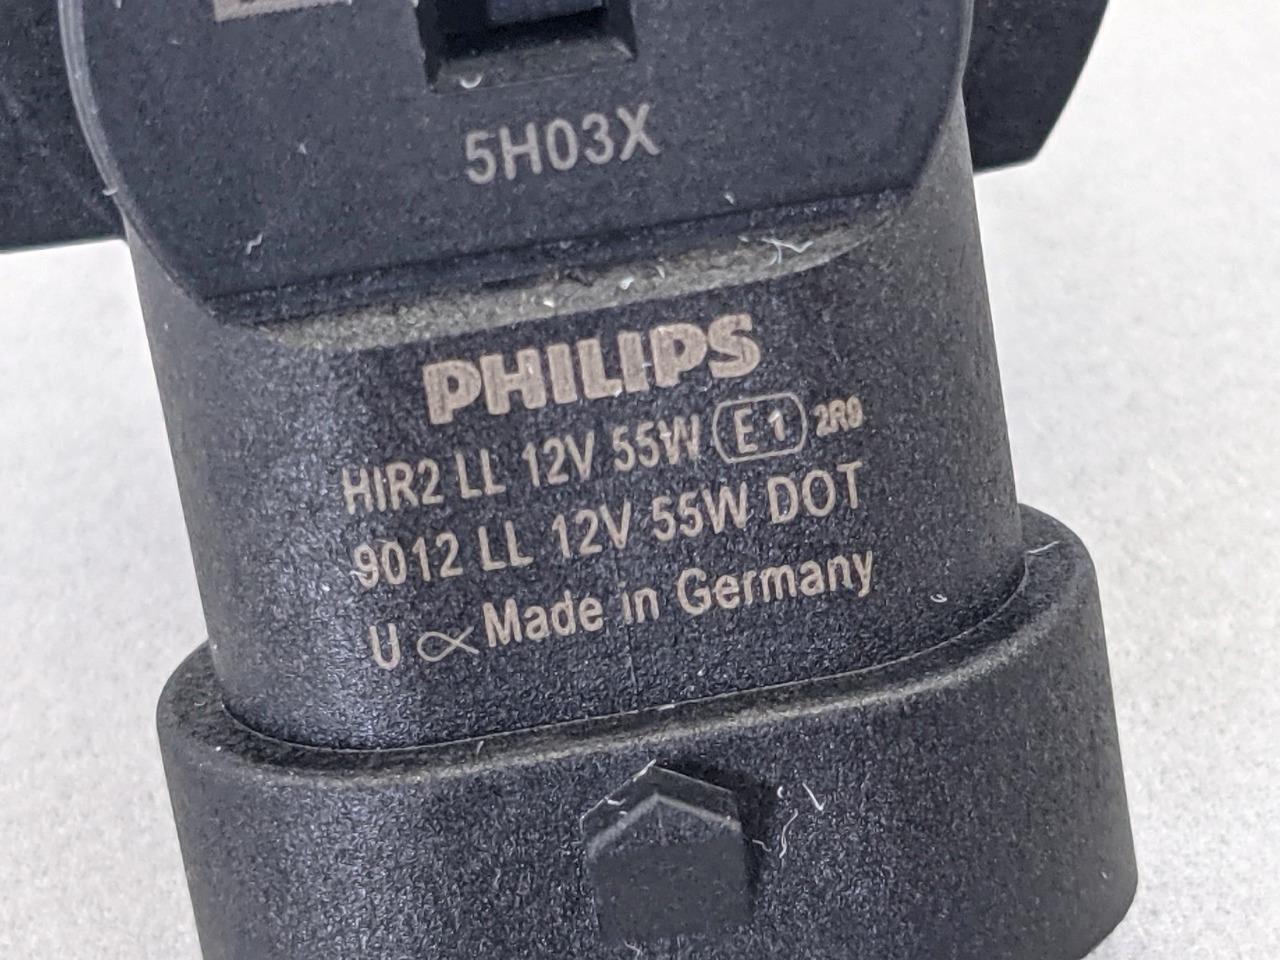 5H03X
PHILIPS
HIR2 LL 12V 55W E1 2R9
9012 LL 12V 55W DOT
U ∝ Made in Germany